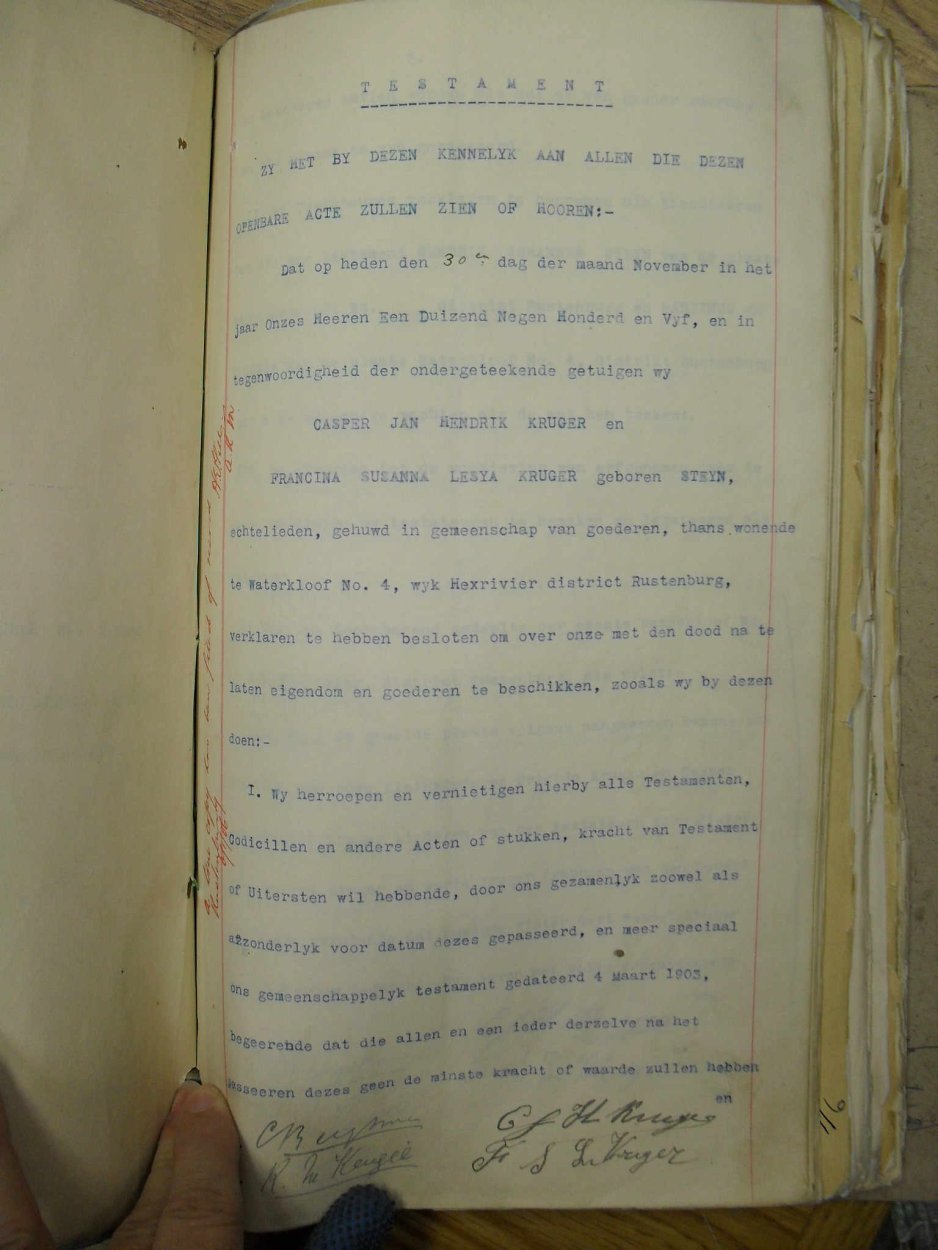 T E S T A M E N T
ZY HET BY DEZEN KENNELYK AAN ALLEN DIE DEZEN
OPENBARE ACTE ZULLEN ZIEN OF HOOREN:-
Dat op heden den 30 dag der maand November in het
jaar Onzes Heeren Een Duizend Negen Honderd en Vyf, en in
tegenwoordigheid der ondergeteekende getuigen wy
CASPER JAN HENDRIK KRUGER en
FRANCINA SUSANNA LESYA KRUGER geboren STEYN,
echtelieden, gehuwd in gemeenschap van goederen, thans wonende
te Waterkloof No. 4, wyk Hexrivier district Rustenburg,
verklaren te hebben besloten om over onze met den dood na te
laten eigendom en goederen te beschikken, zooals wy by dezen
doen:-
I. Wy herroepen en vernietigen hierby alle Testamenten,
Codicillen en andere Acten of stukken, kracht van Testament
of Uitersten wil hebbende, door ons gezamenlyk zoowel als
afzonderlyk voor datum dezes gepasseerd, en meer speciaal
ons gemeenschappelyk testament gedateerd 4 Maart 1903,
begeerende dat die allen en een ieder derzelve na het
passeeren dezes geen de minste kracht of waarde zullen hebben
en
C J H Kruger
Fr S L Kruger
116